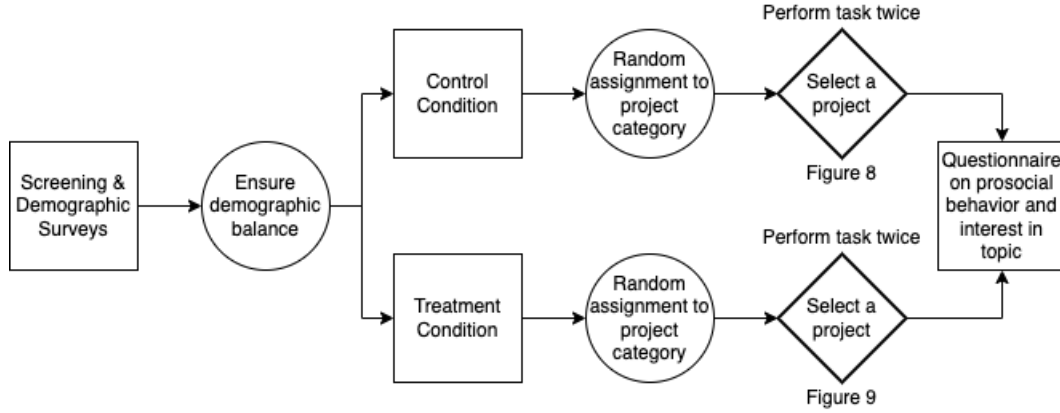 Screening &
Demographic
Surveys
Ensure
demographic
balance
Control
Condition
Random
assignment to
project
category
Perform task twice
Select a
project
Figure 8
Treatment
Condition
Random
assignment to
project
category
Perform task twice
Select a
project
Figure 9
Questionnaire
on prosocial
behavior and
interest in
topic